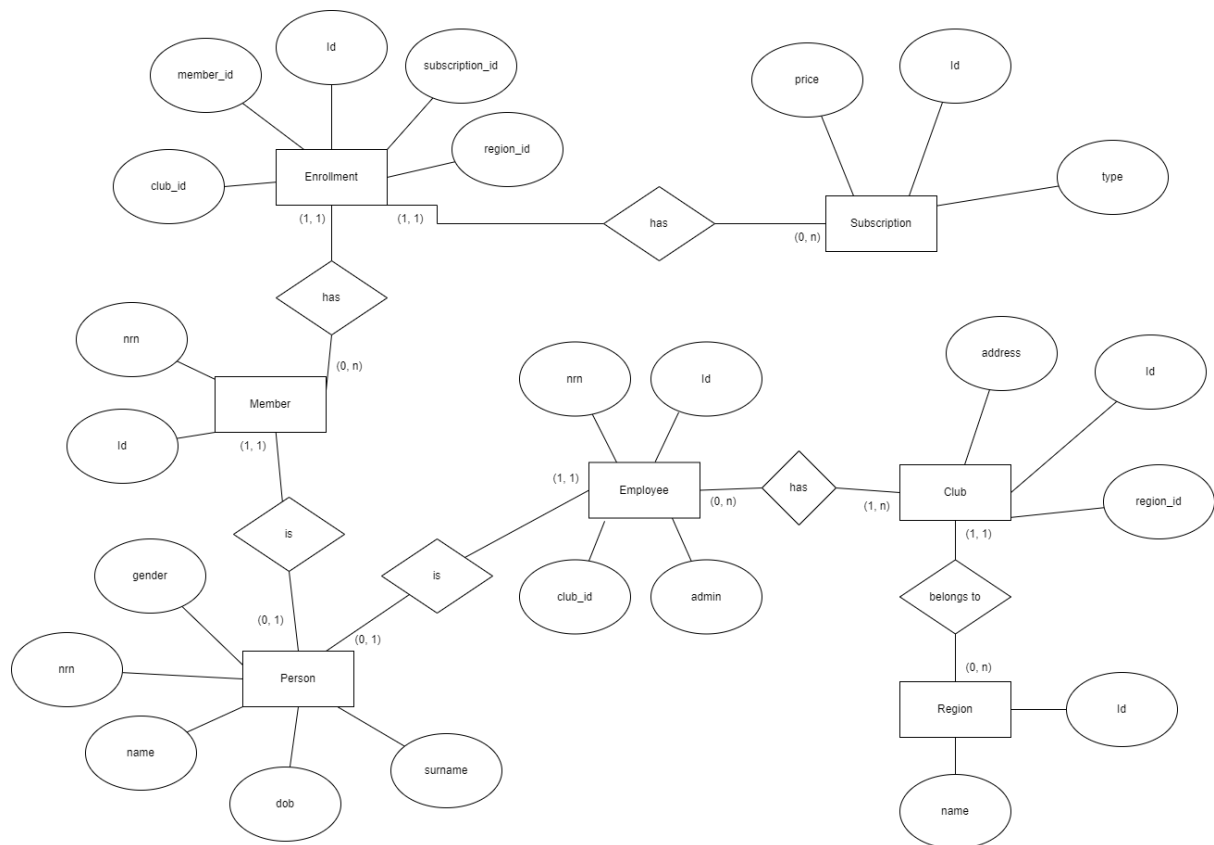 Id
member_id
subscription_id
Id
price
region_id
Enrollment
type
club_id
(1, 1)
(1, 1)
has
Subscription
(0, n)
has
nrn
(0, n)
address
Id
nrn
Id
Member
Id
(1, 1)
(1, 1)
Employee
(0, n)
has
(1, n)
Club
region_id
is
(1, 1)
gender
is
club_id
admin
belongs to
(0, 1)
(0, 1)
nrn
Person
(0, n)
Region
Id
name
surname
dob
name